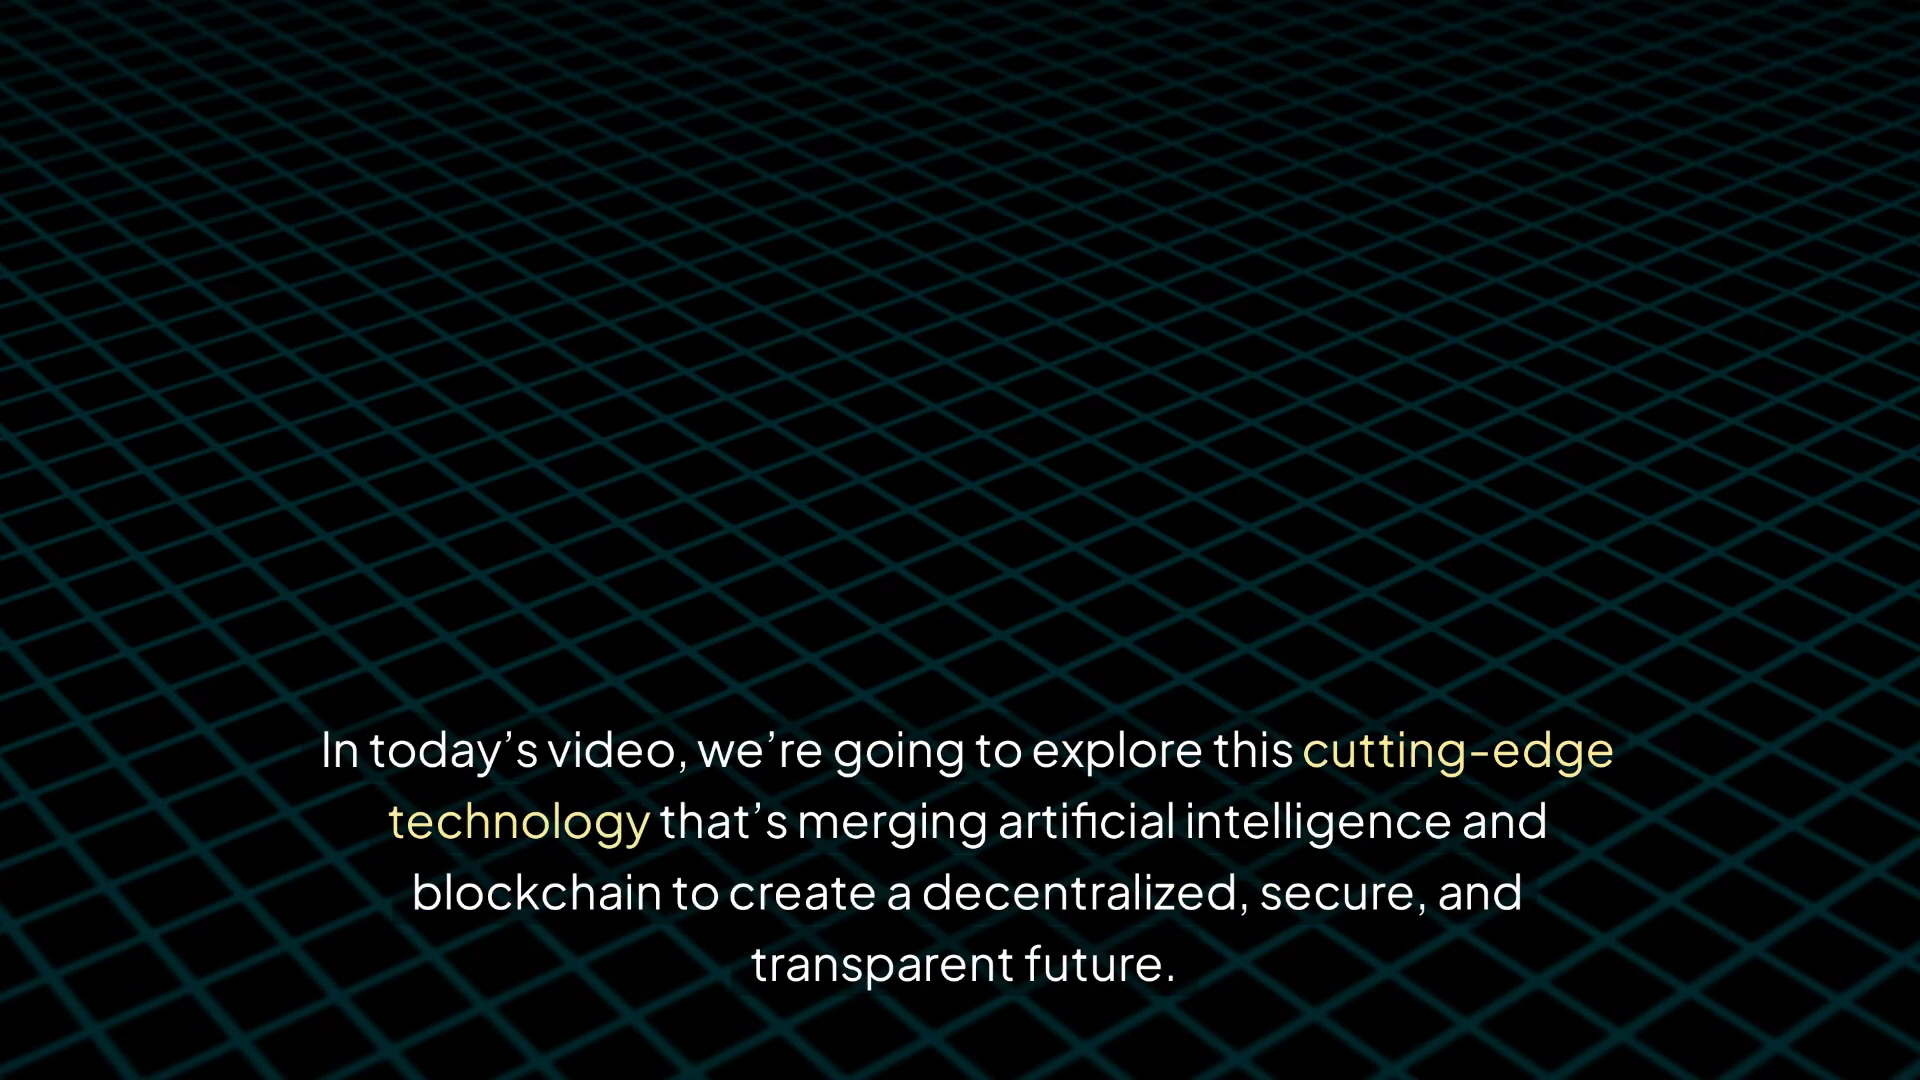 In today’s video, we’re going to explore this cutting-edge
technology that’s merging artificial intelligence and
blockchain to create a decentralized, secure, and
transparent future.